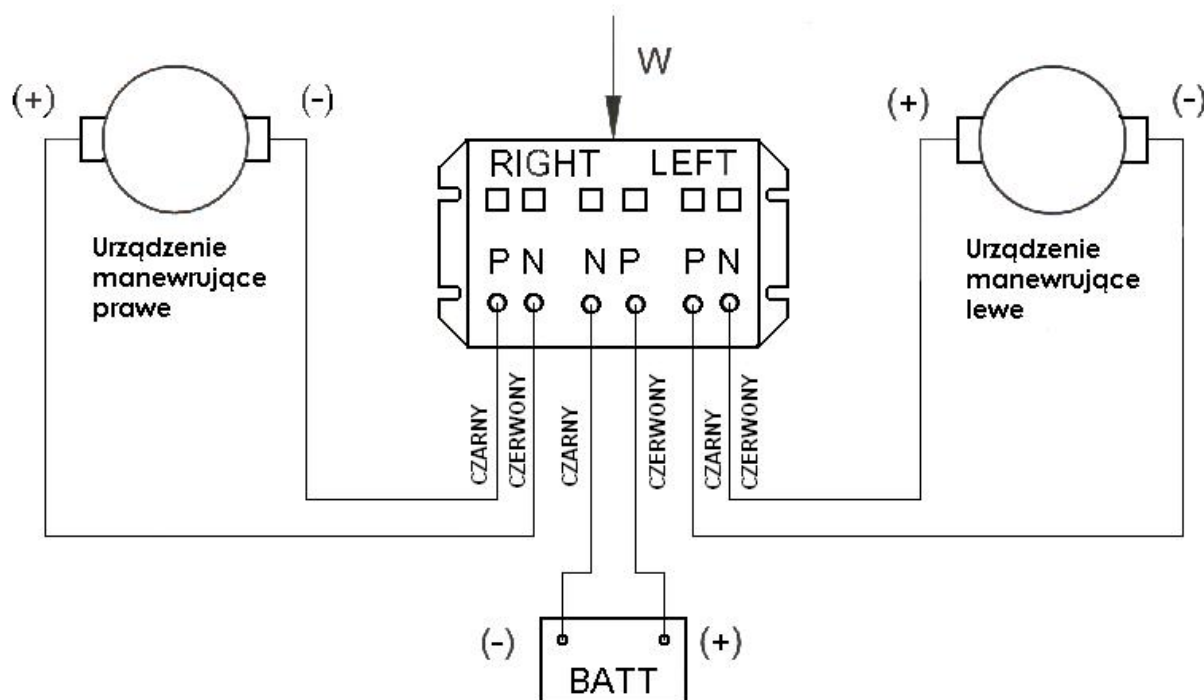 W
(+) (-) (+) (-)
RIGHT LEFT
Urządzenie
manewrujące
prawe
P N N P P N
Urządzenie
manewrujące
lewe
CZARNY
CZERWONY
CZARNY
CZERWONY
CZARNY
CZERWONY
(-) (+)
BATT